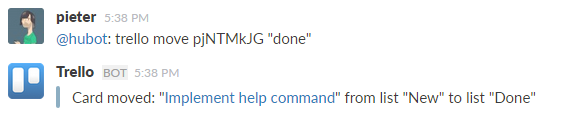 pieter 5:38 PM
@hubot: trello move pjNTMkJG "done"
Trello BOT 5:38 PM
Card moved: "Implement help command" from list "New" to list "Done"